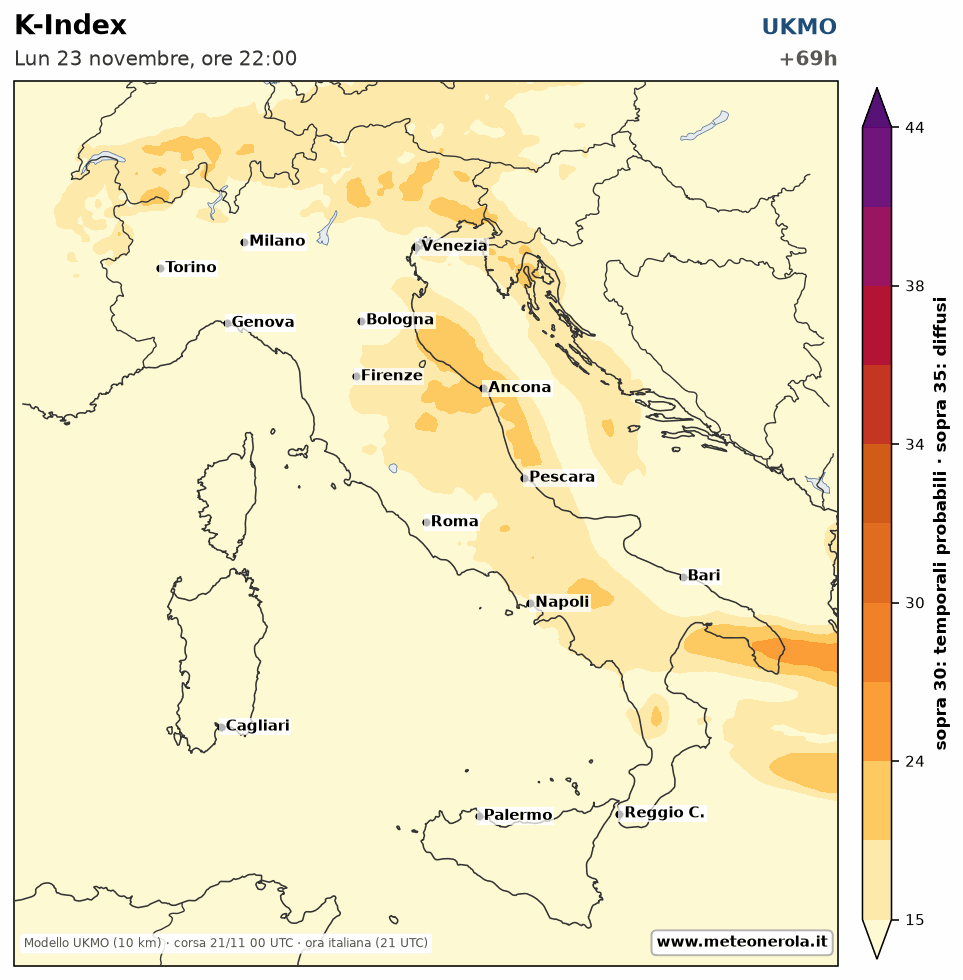 K-Index
UKMO
Lun 23 novembre, ore 22:00
+69h
44
38
34
30
24
15
sopra 30: temporali probabili · sopra 35: diffusi
Milano
Venezia
Torino
Genova
Bologna
Firenze
Ancona
Pescara
Roma
Bari
Napoli
Cagliari
Palermo
Reggio C.
Modello UKMO (10 km) · corsa 21/11 00 UTC · ora italiana (21 UTC)
www.meteonerola.it